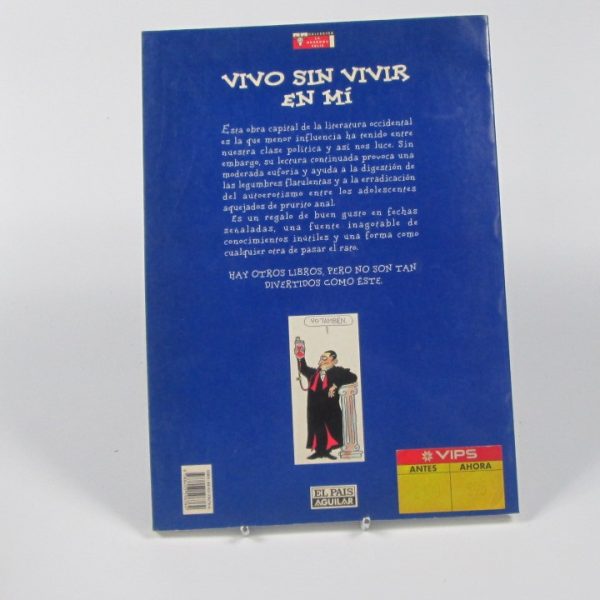 VIVO SIN VIVIR
EN MÍ
Esta obra capital de la literatura occidental
es la que menor influencia ha tenido entre
nuestra clase política y así nos luce. Sin
embargo, su lectura continuada provoca una
moderada euforia y ayuda a la digestión de
las legumbres flatulentas y a la erradicación
del autoerotismo entre los adolescentes
aquejados de prurito anal.
Es un regalo de buen gusto en fechas
señaladas, una fuente inagotable de
conocimientos inútiles y una forma como
cualquier otra de pasar el rato.
HAY OTROS LIBROS, PERO NO SON TAN
DIVERTIDOS COMO ÉSTE.
YO TAMBIÉN.
EL PAIS
AGUILAR
VIPS
ANTES AHORA